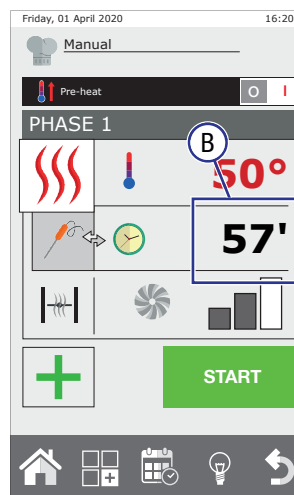 Friday, 01 April 2020 16:20
Manual
Pre-heat O I
PHASE 1
B
50°
57'
START